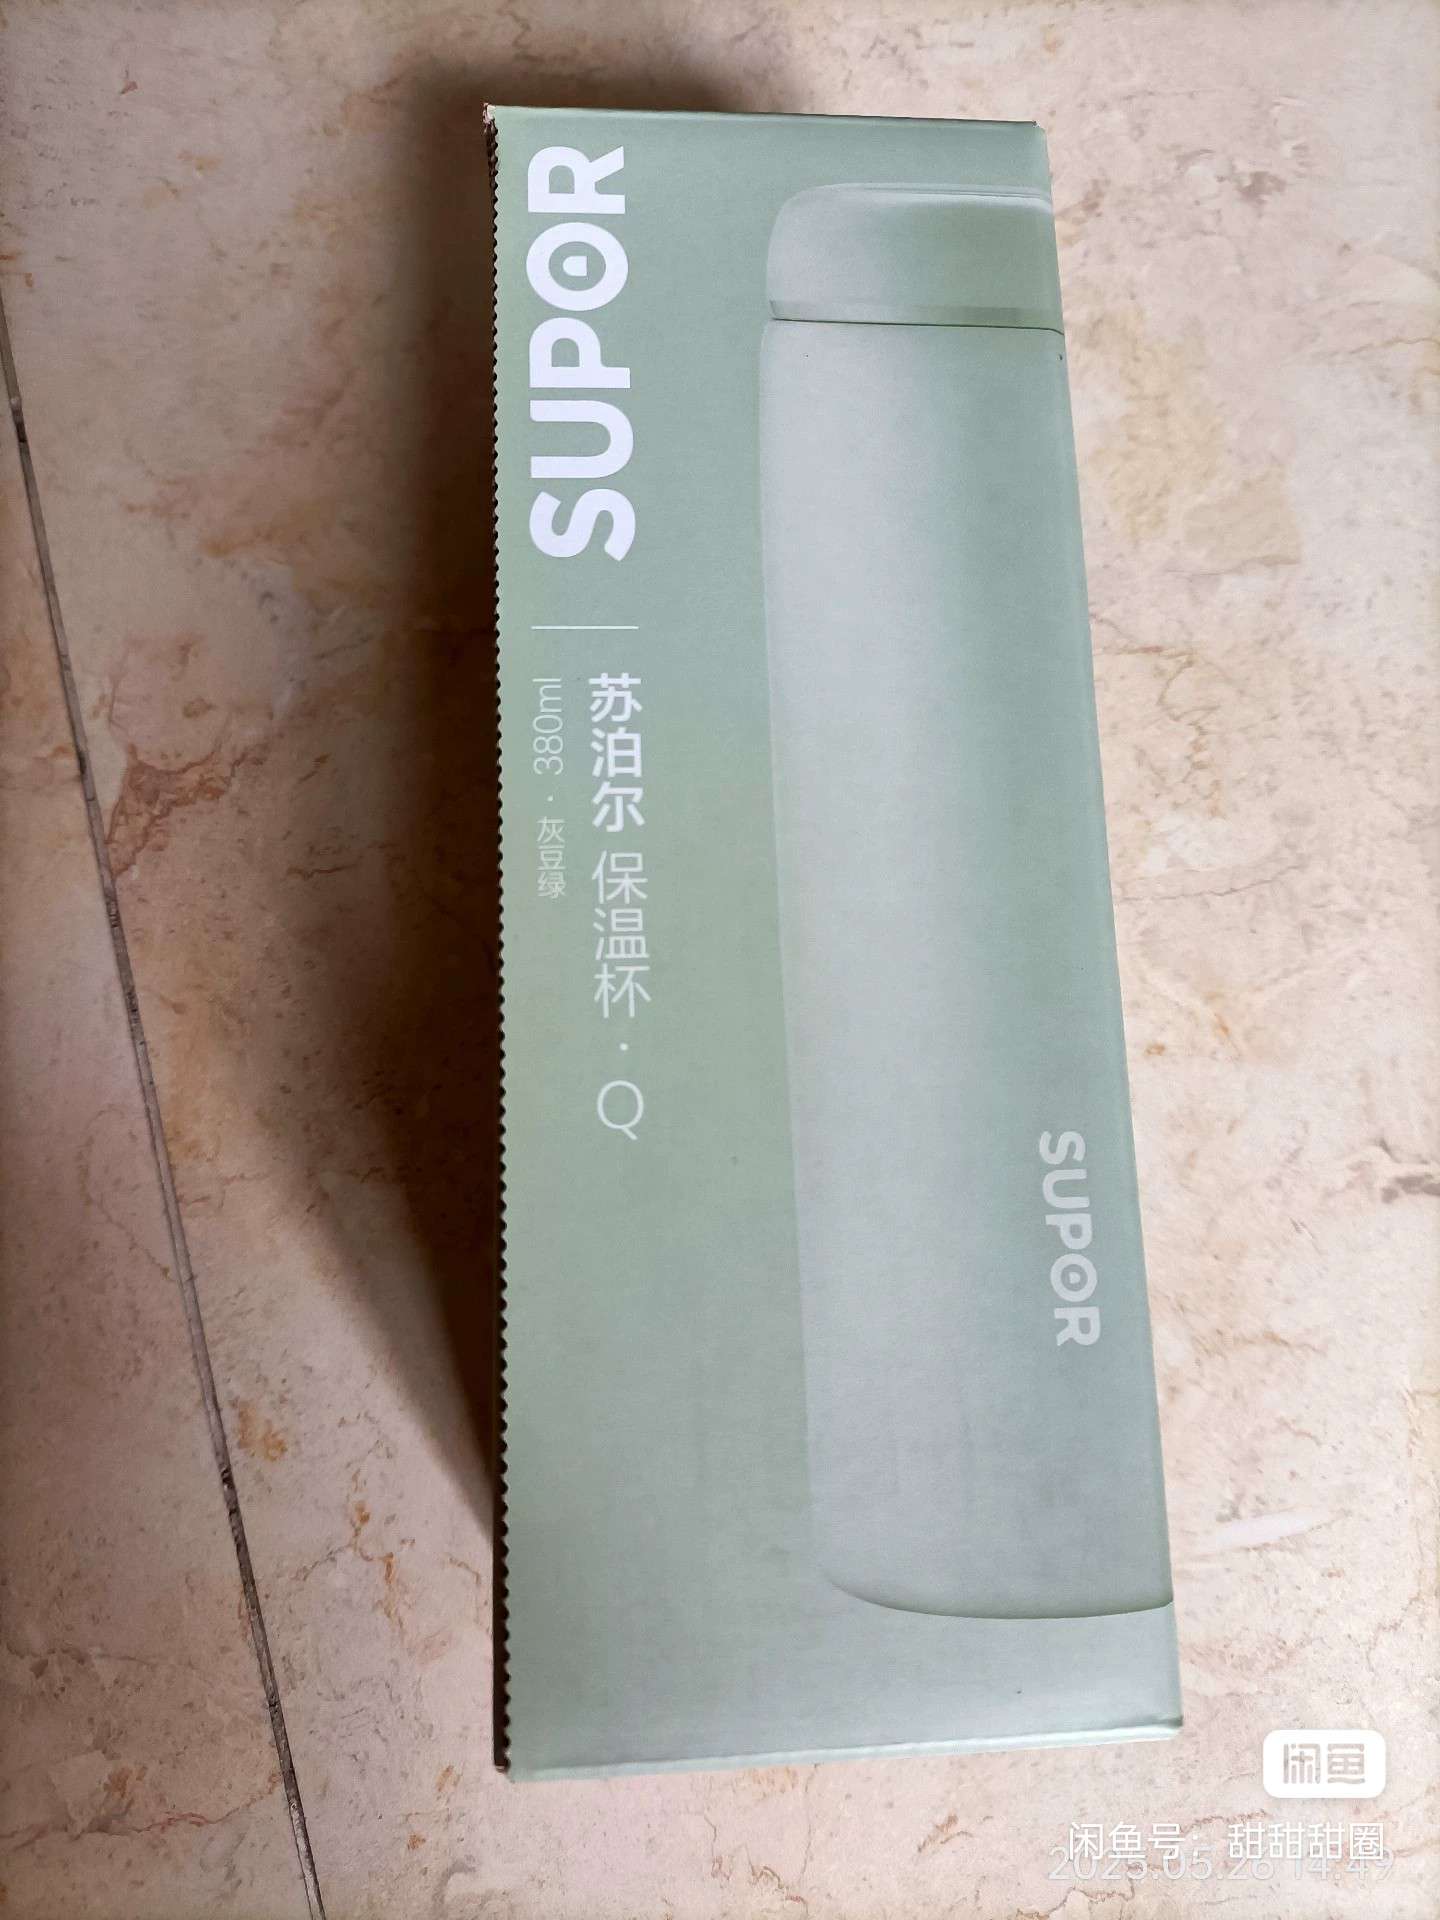 SUPOR
苏泊尔 保温杯·Q
380ml·灰豆绿
SUPOR
闲鱼
闲鱼号：甜甜甜圈
2025.05.26 14:49